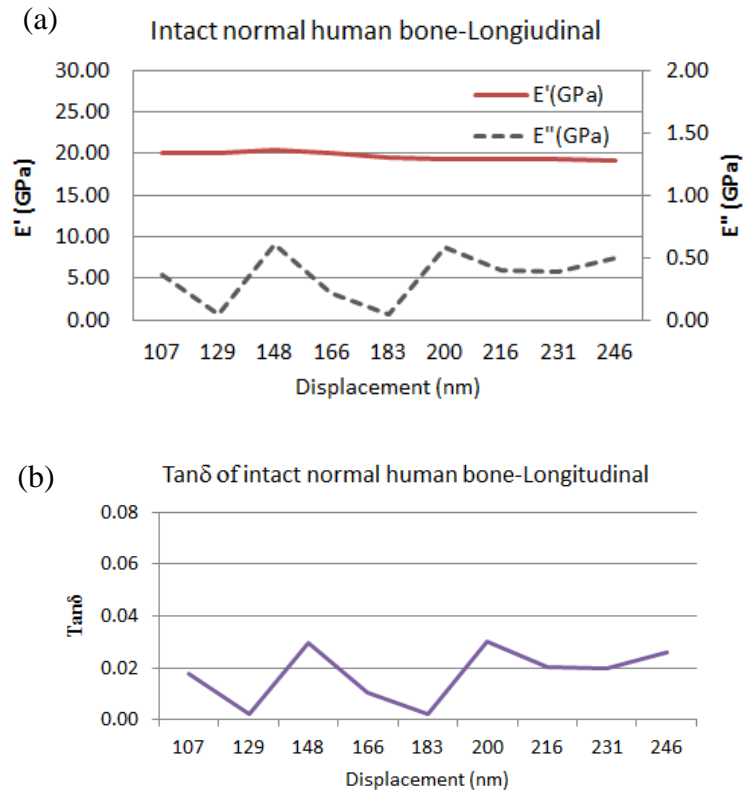 (a)
Intact normal human bone-Longiudinal
30.00
25.00
20.00
15.00
10.00
5.00
0.00
E' (GPa)
2.00
1.50
1.00
0.50
0.00
E" (GPa)
E'(GPa)
E"(GPa)
107 129 148 166 183 200 216 231 246
Displacement (nm)
(b)
Tanδ of intact normal human bone-Longitudinal
0.08
0.06
0.04
0.02
0.00
Tanδ
107 129 148 166 183 200 216 231 246
Displacement (nm)